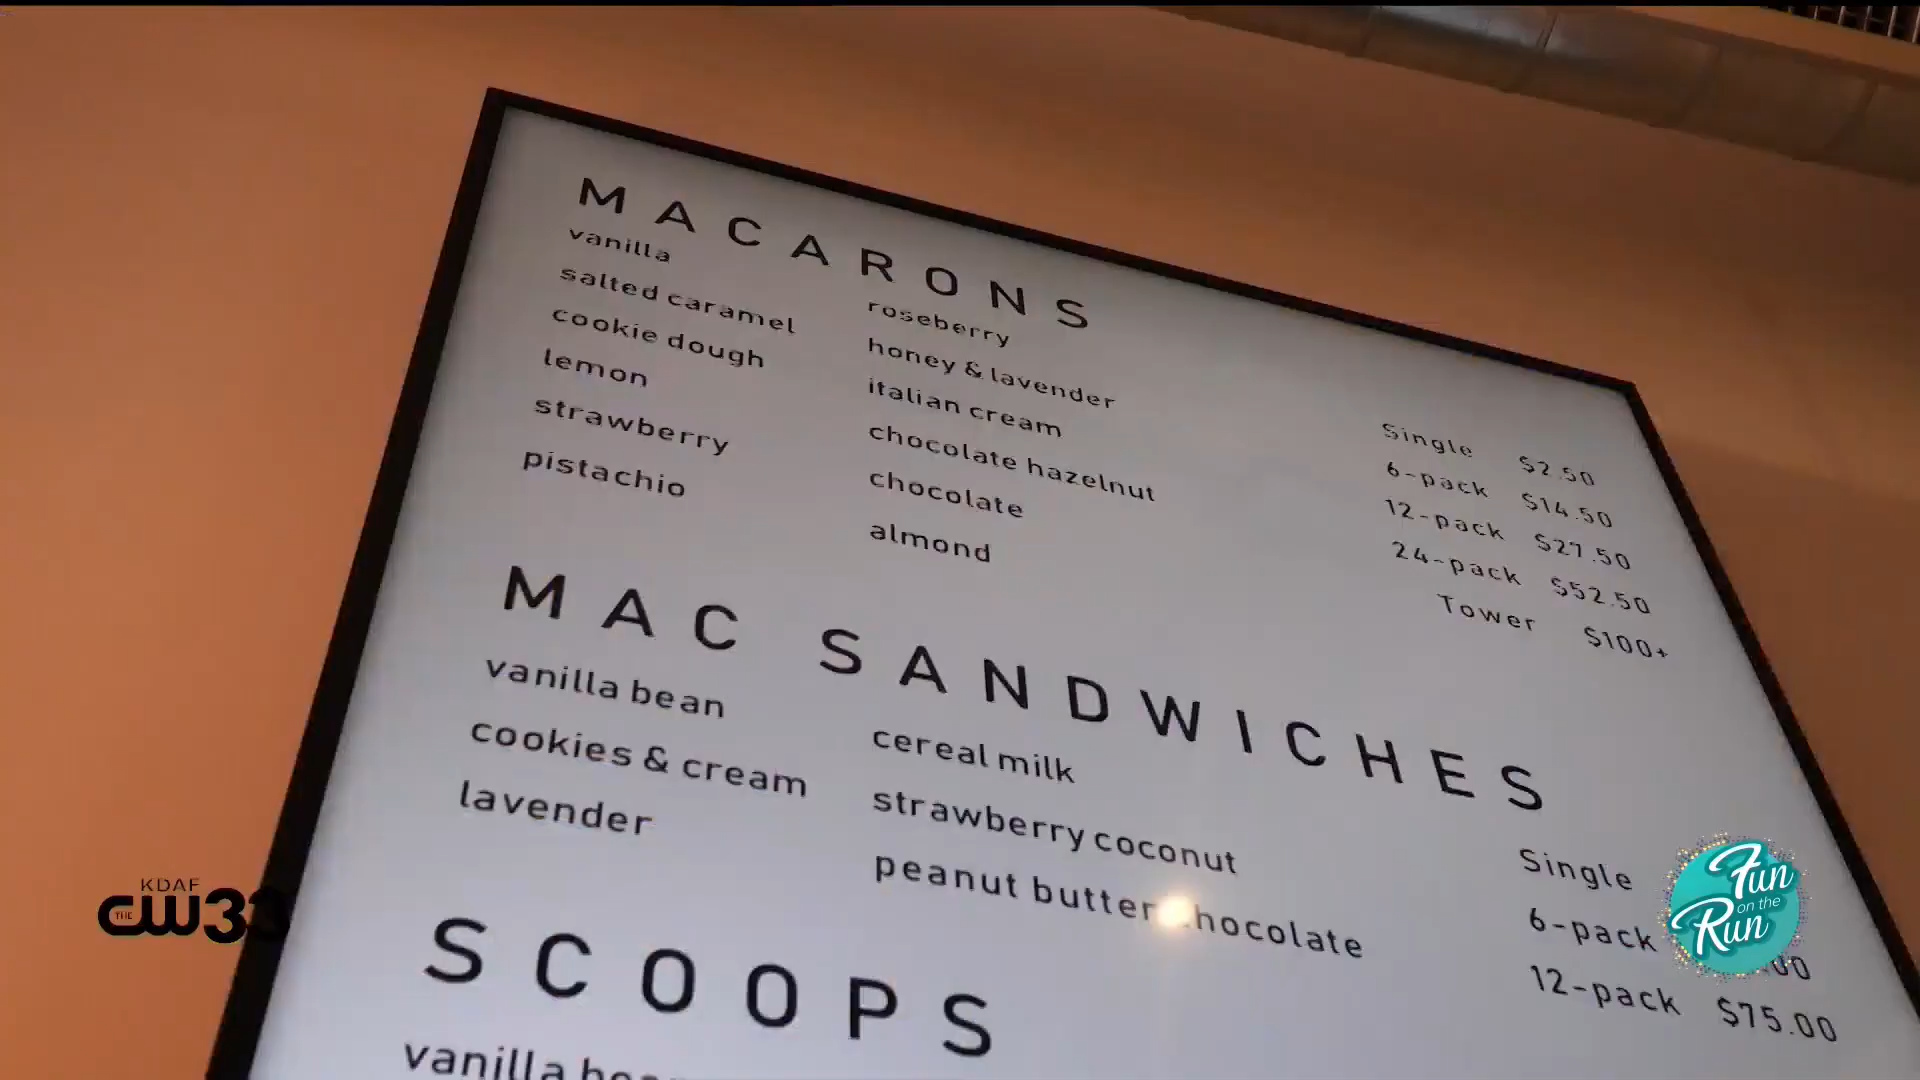 MACARONS
vanilla
salted caramel
cookie dough
lemon
strawberry
pistachio
roseberry
honey & lavender
italian cream
chocolate hazelnut
chocolate
almond
Single $2.50
6-pack $14.50
12-pack $27.50
24-pack $52.50
Tower $100+
MAC SANDWICHES
vanilla bean
cookies & cream
lavender
cereal milk
strawberry coconut
peanut butter chocolate
Single
6-pack
12-pack $75.00
SCOOPS
vanilla
KDAF
THE CW33
Fun
on the
Run